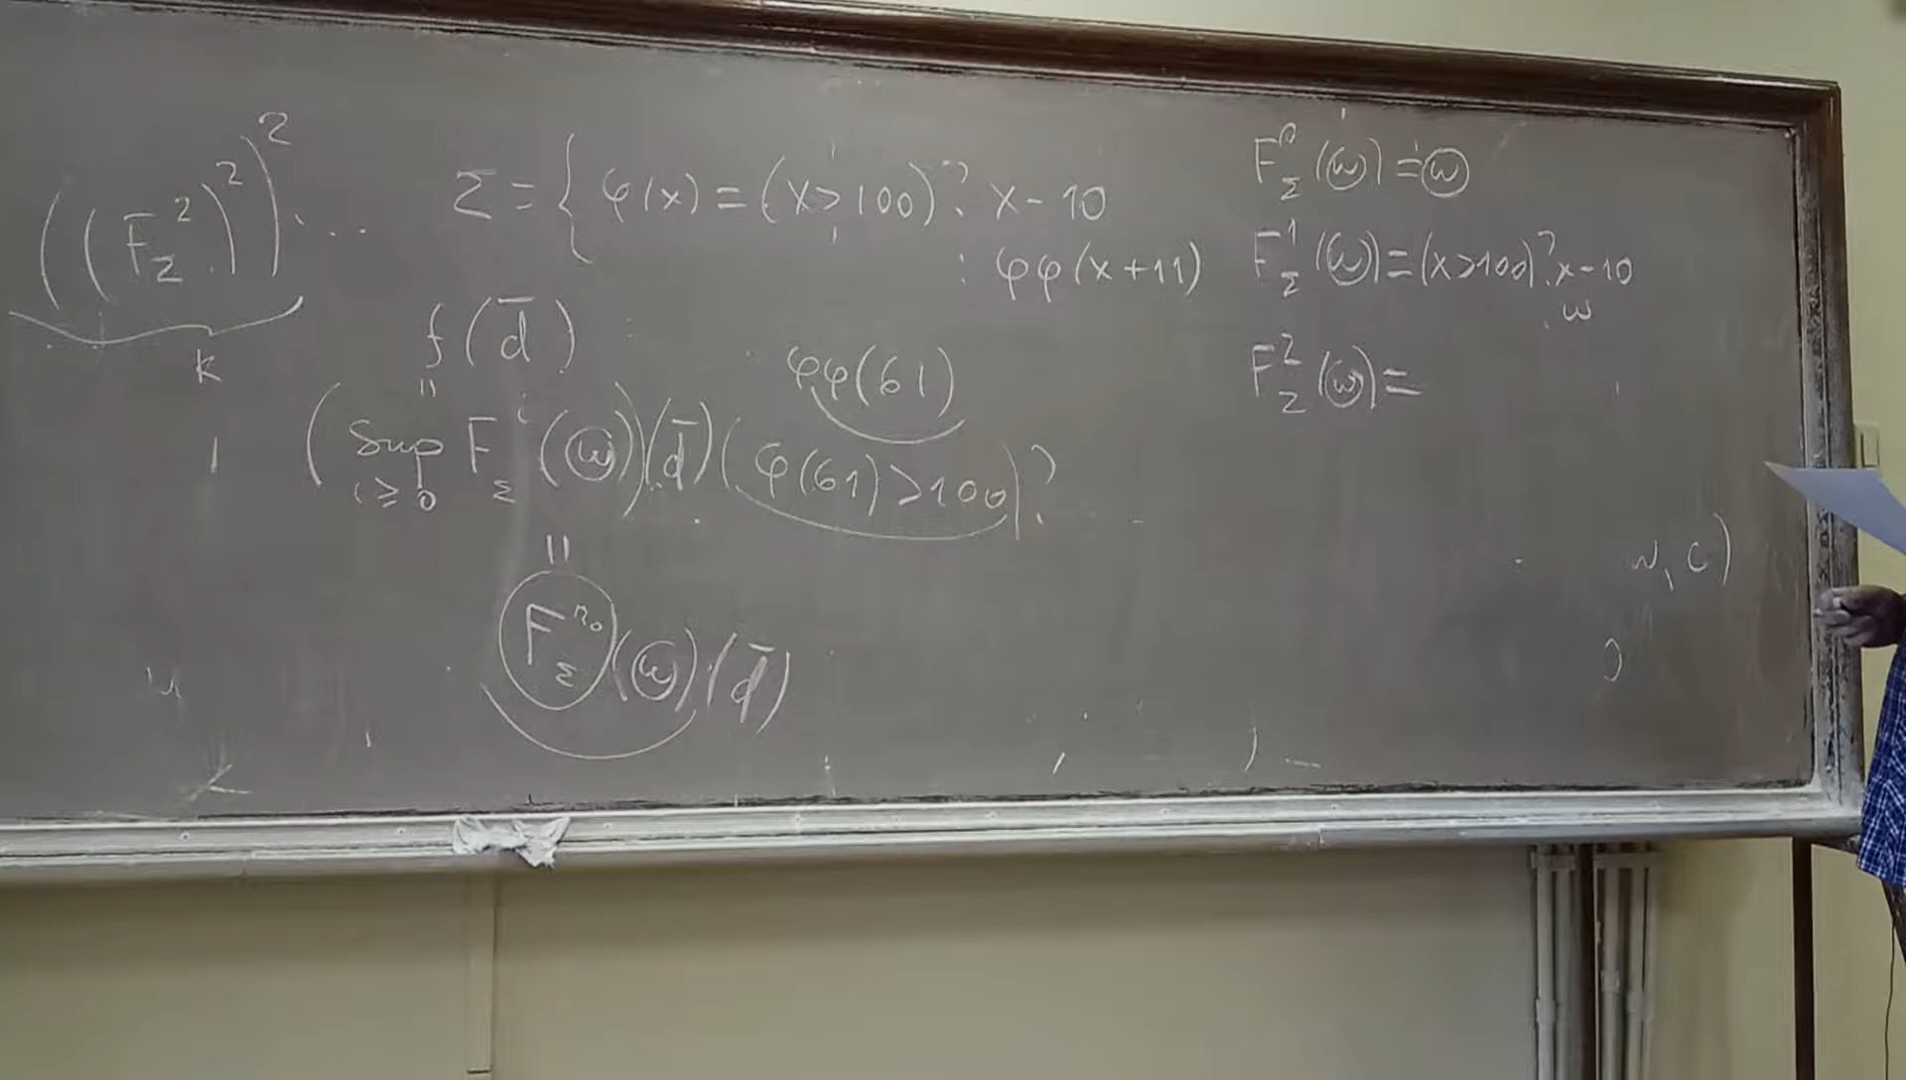 ((F_Σ^2)^2)^2 ...
k
Σ = { φ(x) = (x>100)? x-10
: φφ(x+11)
f(d̄)
"
(sup_{i≥0} F_Σ^i (ⓦ))(d̄)
φφ(61)
(φ(61)>100)?
=
F_Σ^{n₀} (ⓦ)(d̄)
F_Σ^0 (ⓦ) = ⓦ
F_Σ^1 (ⓦ) = (x>100)? x-10
: ω
F_Σ^2 (ⓦ) =